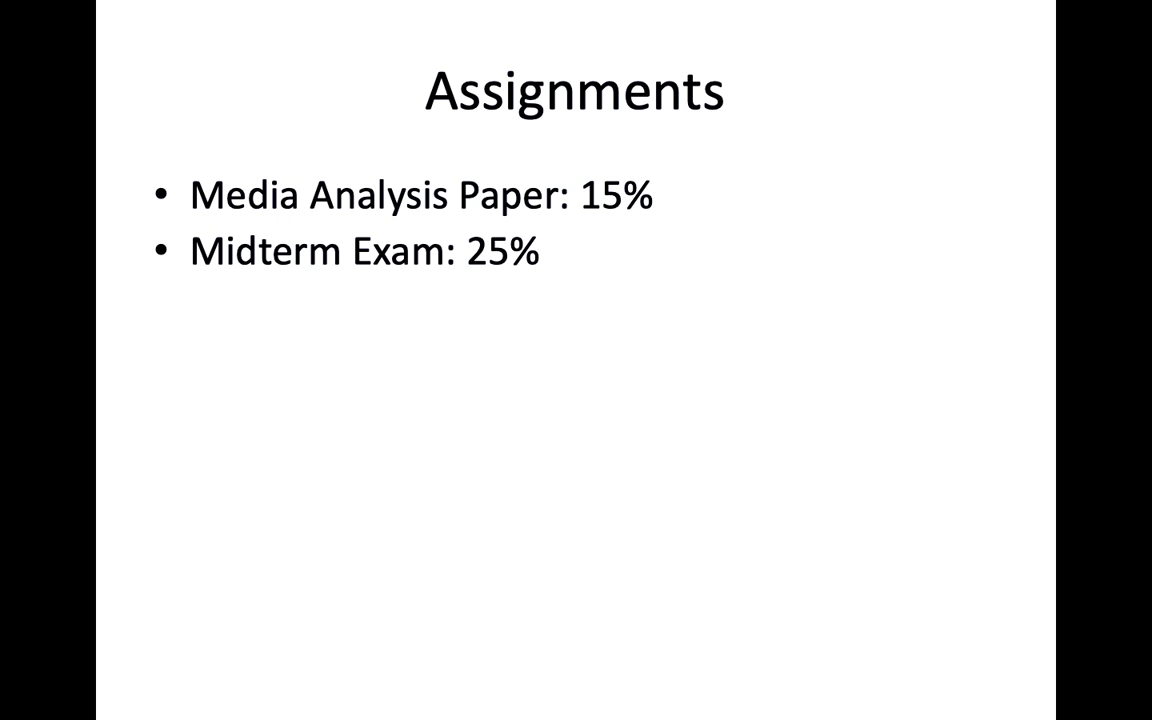 Assignments
• Media Analysis Paper: 15%
• Midterm Exam: 25%